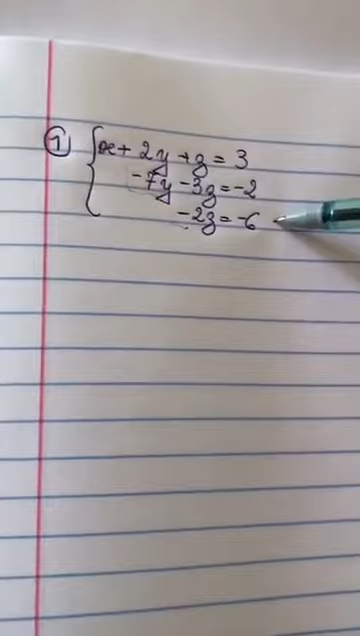 ① x + 2y + z = 3
-7y - 3z = -2
-2z = -6